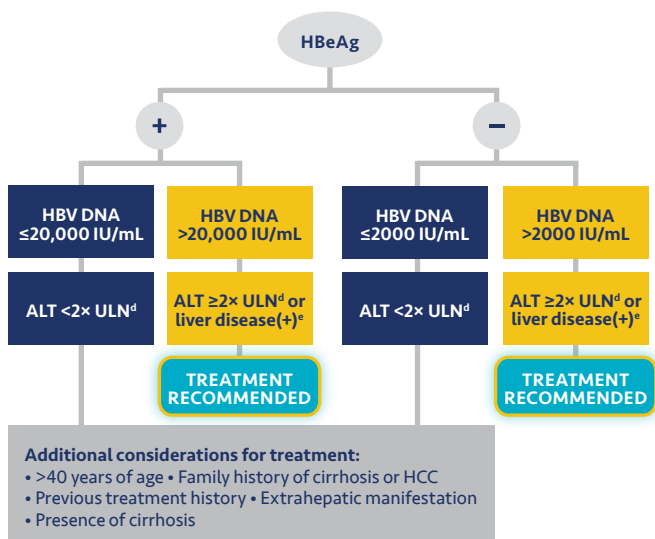 HBeAg
+
−
HBV DNA
≤20,000 IU/mL
HBV DNA
>20,000 IU/mL
HBV DNA
≤2000 IU/mL
HBV DNA
>2000 IU/mL
ALT <2× ULNᵈ
ALT ≥2× ULNᵈ or
liver disease(+)ᵉ
ALT <2× ULNᵈ
ALT ≥2× ULNᵈ or
liver disease(+)ᵉ
TREATMENT
RECOMMENDED
TREATMENT
RECOMMENDED
Additional considerations for treatment:
• >40 years of age • Family history of cirrhosis or HCC
• Previous treatment history • Extrahepatic manifestation
• Presence of cirrhosis